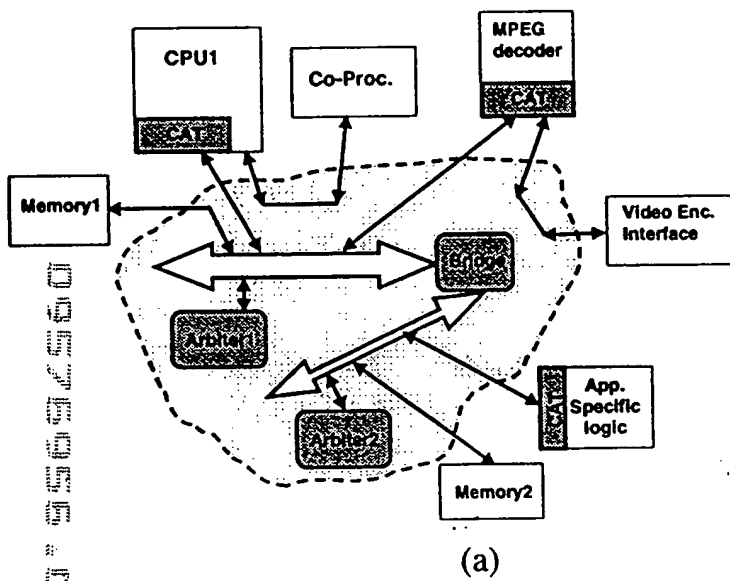 CPU1
CAT
Co-Proc.
MPEG
decoder
CAT
Memory1
Video Enc.
Interface
Bridge
Arbiter1
Arbiter2
CAT
App.
Specific
logic
Memory2
(a)